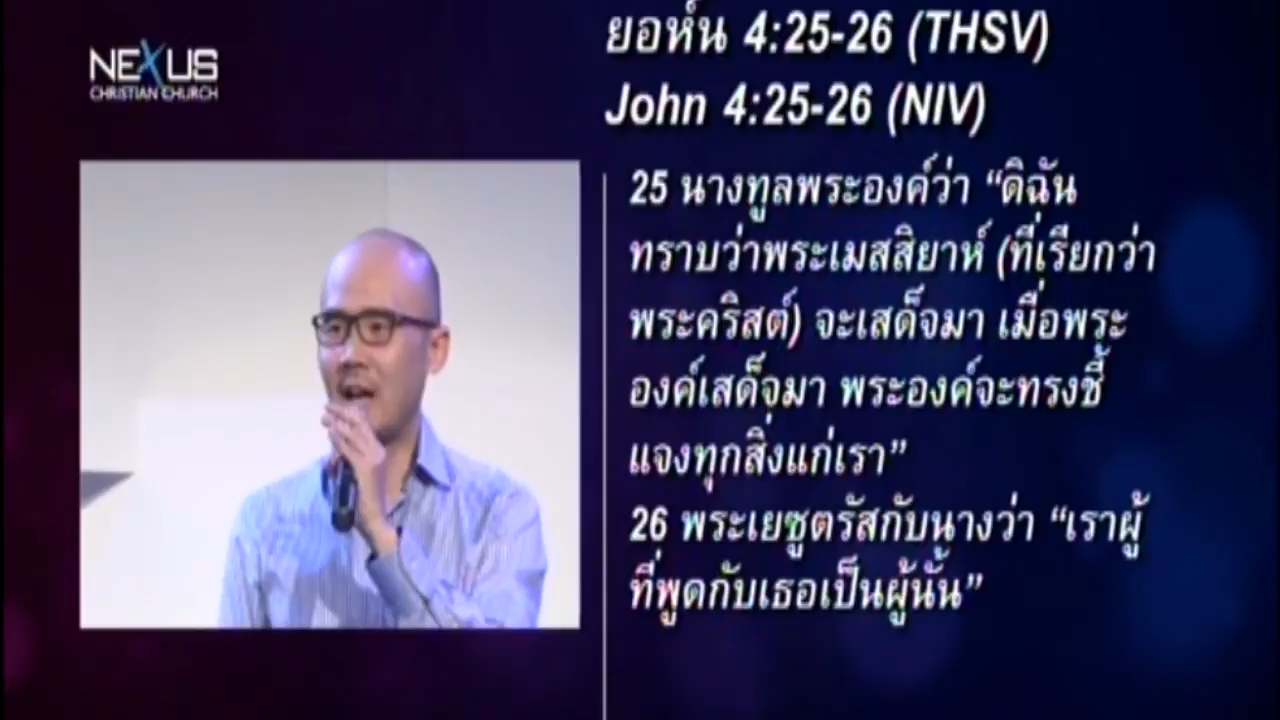 NEXUS
CHRISTIAN CHURCH
ยอห์น 4:25-26 (THSV)
John 4:25-26 (NIV)
25 นางทูลพระองค์ว่า “ดิฉัน
ทราบว่าพระเมสสิยาห์ (ที่เรียกว่า
พระคริสต์) จะเสด็จมา เมื่อพระ
องค์เสด็จมา พระองค์จะทรงชี้
แจงทุกสิ่งแก่เรา”
26 พระเยซูตรัสกับนางว่า “เราผู้
ที่พูดกับเธอเป็นผู้นั้น”